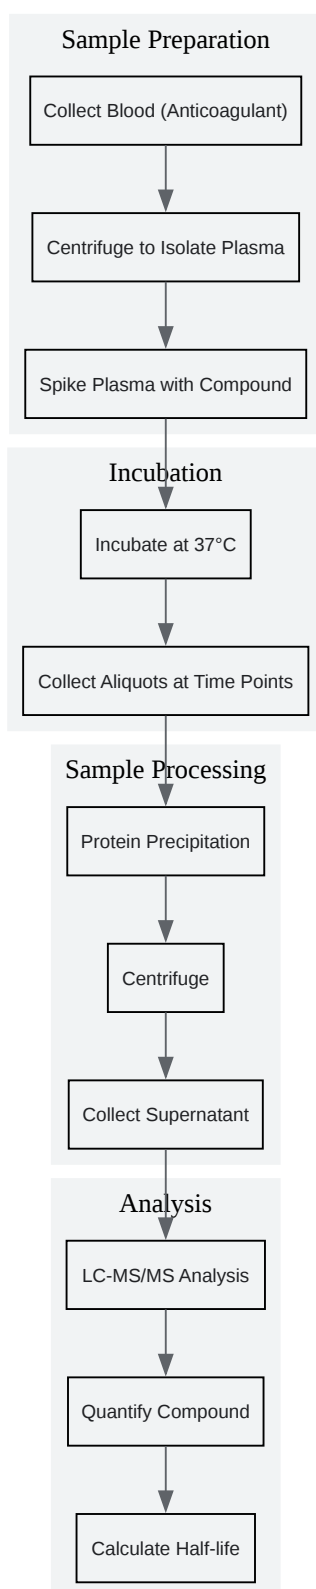 Sample Preparation
Collect Blood (Anticoagulant)
Centrifuge to Isolate Plasma
Spike Plasma with Compound
Incubation
Incubate at 37°C
Collect Aliquots at Time Points
Sample Processing
Protein Precipitation
Centrifuge
Collect Supernatant
Analysis
LC-MS/MS Analysis
Quantify Compound
Calculate Half-life